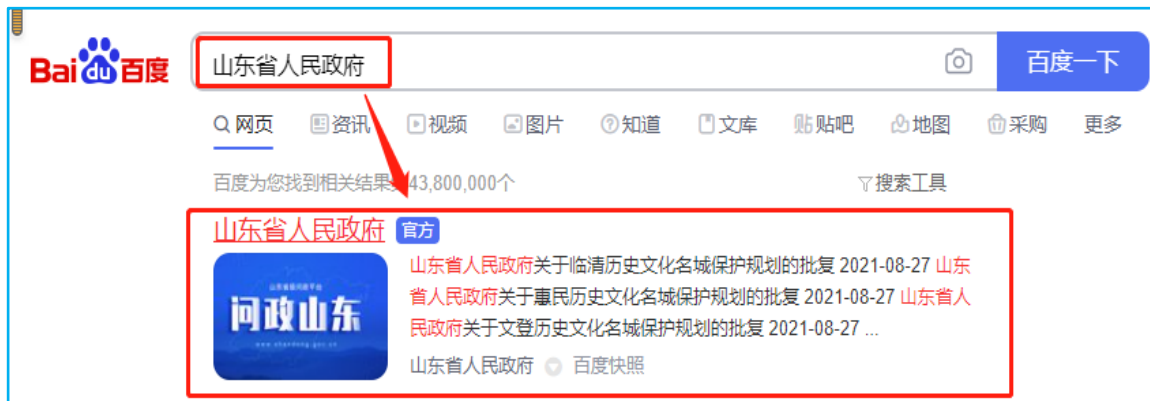 Bai du 百度
山东省人民政府
百度一下
网页 资讯 视频 图片 知道 文库 贴吧 地图 采购 更多
百度为您找到相关结果 43,800,000个
搜索工具
山东省人民政府 官方
问政山东
www.shandong.gov.cn
山东省人民政府关于临清历史文化名城保护规划的批复 2021-08-27 山东
省人民政府关于惠民历史文化名城保护规划的批复 2021-08-27 山东省人
民政府关于文登历史文化名城保护规划的批复 2021-08-27 ...
山东省人民政府 百度快照